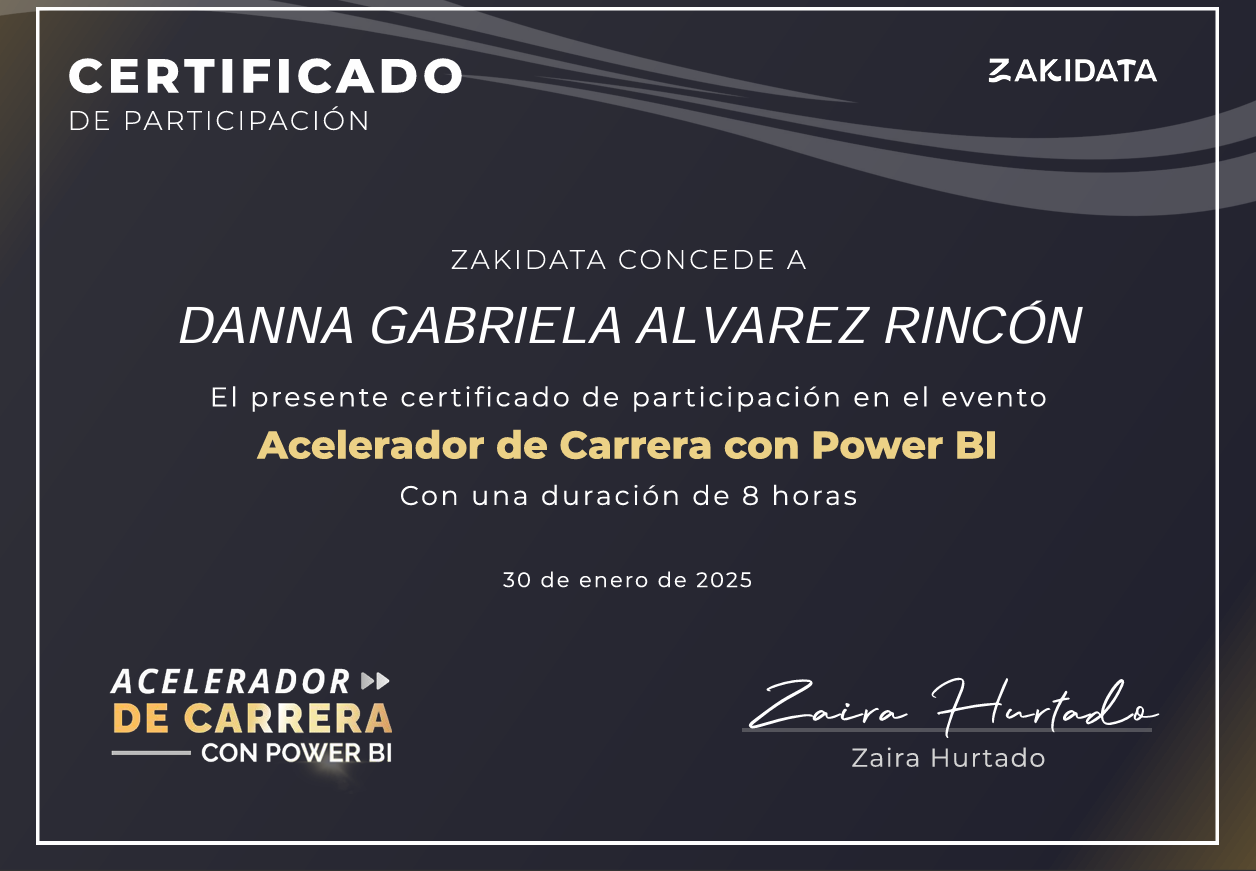 CERTIFICADO
DE PARTICIPACIÓN
ZAKIDATA
ZAKIDATA CONCEDE A
DANNA GABRIELA ALVAREZ RINCÓN
El presente certificado de participación en el evento
Acelerador de Carrera con Power BI
Con una duración de 8 horas
30 de enero de 2025
ACELERADOR
DE CARRERA
CON POWER BI
Zaira Hurtado
Zaira Hurtado